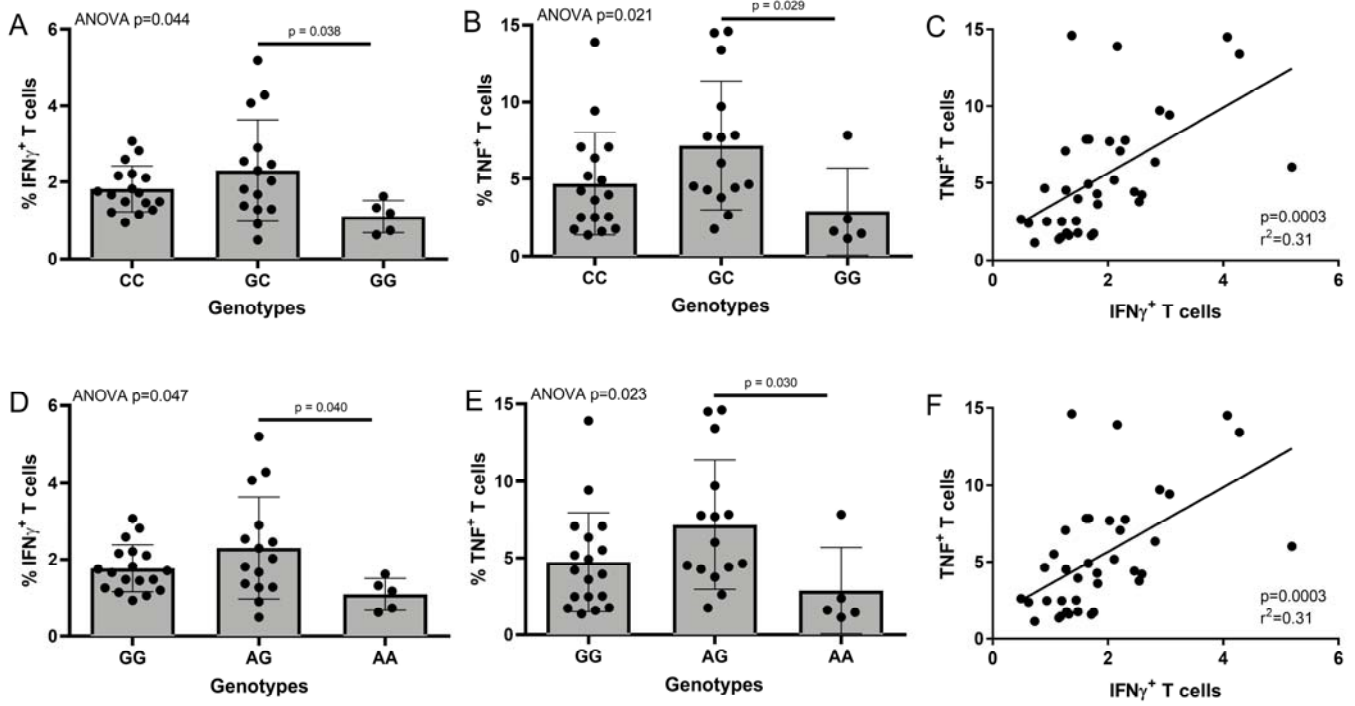 A
ANOVA p=0.044
p = 0.038
% IFNγ⁺ T cells
6
4
2
0
CC GC GG
Genotypes
B
ANOVA p=0.021
p = 0.029
% TNF⁺ T cells
15
10
5
0
CC GC GG
Genotypes
C
TNF⁺ T cells
15
10
5
0
p=0.0003
r²=0.31
0 2 4 6
IFNγ⁺ T cells
D
ANOVA p=0.047
p = 0.040
% IFNγ⁺ T cells
6
4
2
0
GG AG AA
Genotypes
E
ANOVA p=0.023
p = 0.030
% TNF⁺ T cells
15
10
5
0
GG AG AA
Genotypes
F
TNF⁺ T cells
15
10
5
0
p=0.0003
r²=0.31
0 2 4 6
IFNγ⁺ T cells